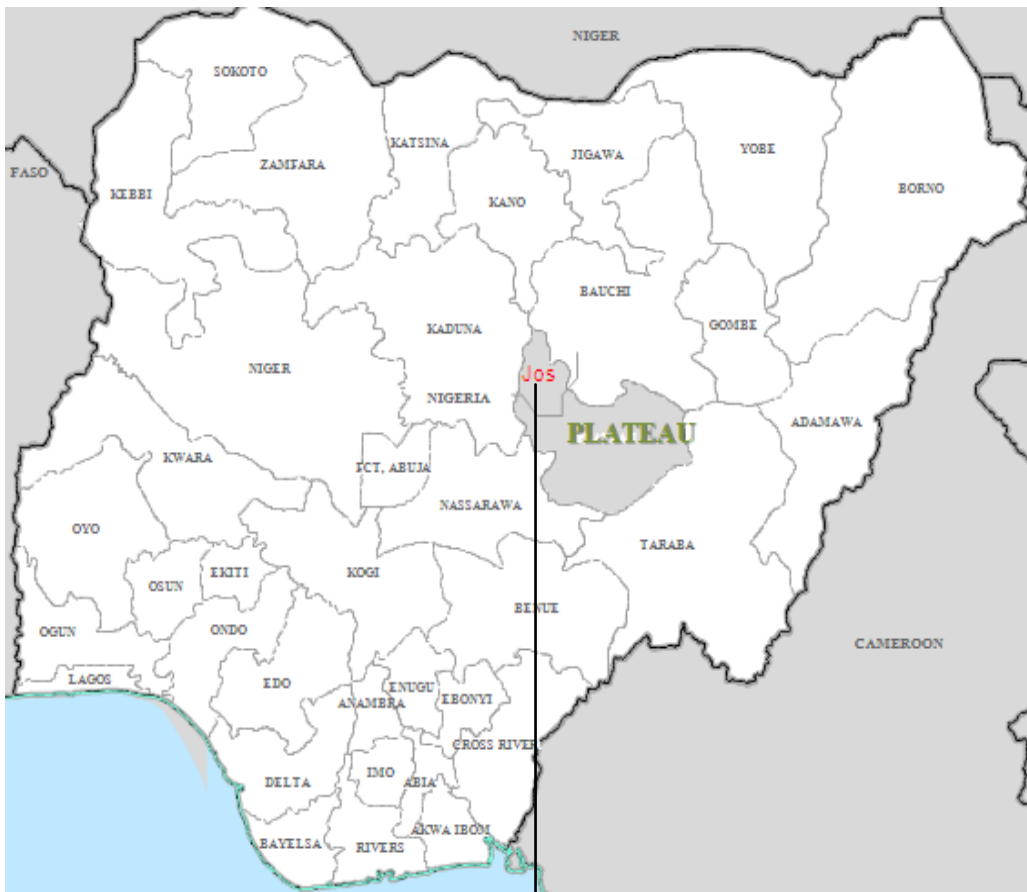 NIGER
SOKOTO
KATSINA
YOBE
JIGAWA
ZAMFARA
FASO
KEBBI
BORNO
KANO
BAUCHI
GOMBE
KADUNA
NIGER
Jos
NIGERIA
ADAMAWA
PLATEAU
KWARA
FCT, ABUJA
NASSARAWA
OYO
TARABA
EKITI
KOGI
OSUN
BENUE
OGUN
ONDO
CAMEROON
LAGOS
EDO
ENUGU
EBONYI
ANAMBRA
CROSS RIVER
IMO
DELTA
ABIA
AKWA IBOM
BAYELSA
RIVERS